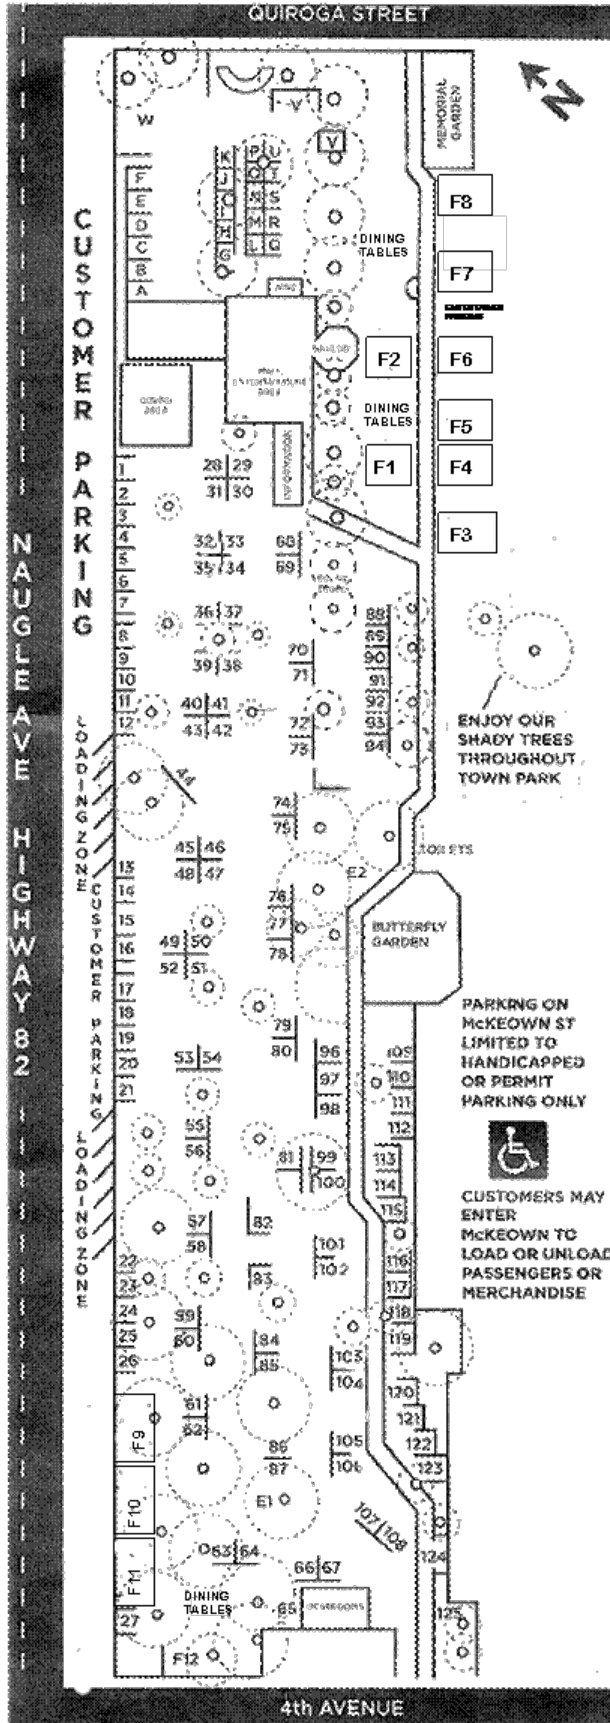 QUIROGA STREET
N
MEMORIAL
GARDEN
W
V
V
K P U
J O T
I N S
H M R
G L Q
F
E
D
C
B
A
F8
DINING
TABLES
F7
F2
F6
DINING
TABLES
F5
F1
F4
F3
INFORMATION
CUSTOMER PARKING
NAUGLE AVE HIGHWAY 82
1
2
3
4
5
6
7
8
9
10
11
12
28 29
31 30
32 33
35 34
36 37
39 38
40 41
43 42
44
68
69
70
71
72
73
88
89
90
91
92
93
94
ENJOY OUR
SHADY TREES
THROUGHOUT
TOWN PARK
LOADING ZONE
74
75
TOILETS
E2
45 46
48 47
13
14
15
16
17
18
19
20
21
CUSTOMER PARKING
76
77
78
BUTTERFLY
GARDEN
49 50
52 51
79
80
53 54
96
97
98
109
110
111
112
113
114
115
116
117
118
119
PARKING ON
McKEOWN ST
LIMITED TO
HANDICAPPED
OR PERMIT
PARKING ONLY
CUSTOMERS MAY
ENTER
McKEOWN TO
LOAD OR UNLOAD
PASSENGERS OR
MERCHANDISE
LOADING ZONE
55
56
81
99
100
57
58
82
101
102
83
22
23
24
25
26
59
60
84
85
103
104
120
121
122
123
F9
61
62
86
87
105
106
F10
E1
107 108
F11
63 64
66 67
124
DINING
TABLES
65
RESTROOMS
125
27
F12
4th AVENUE